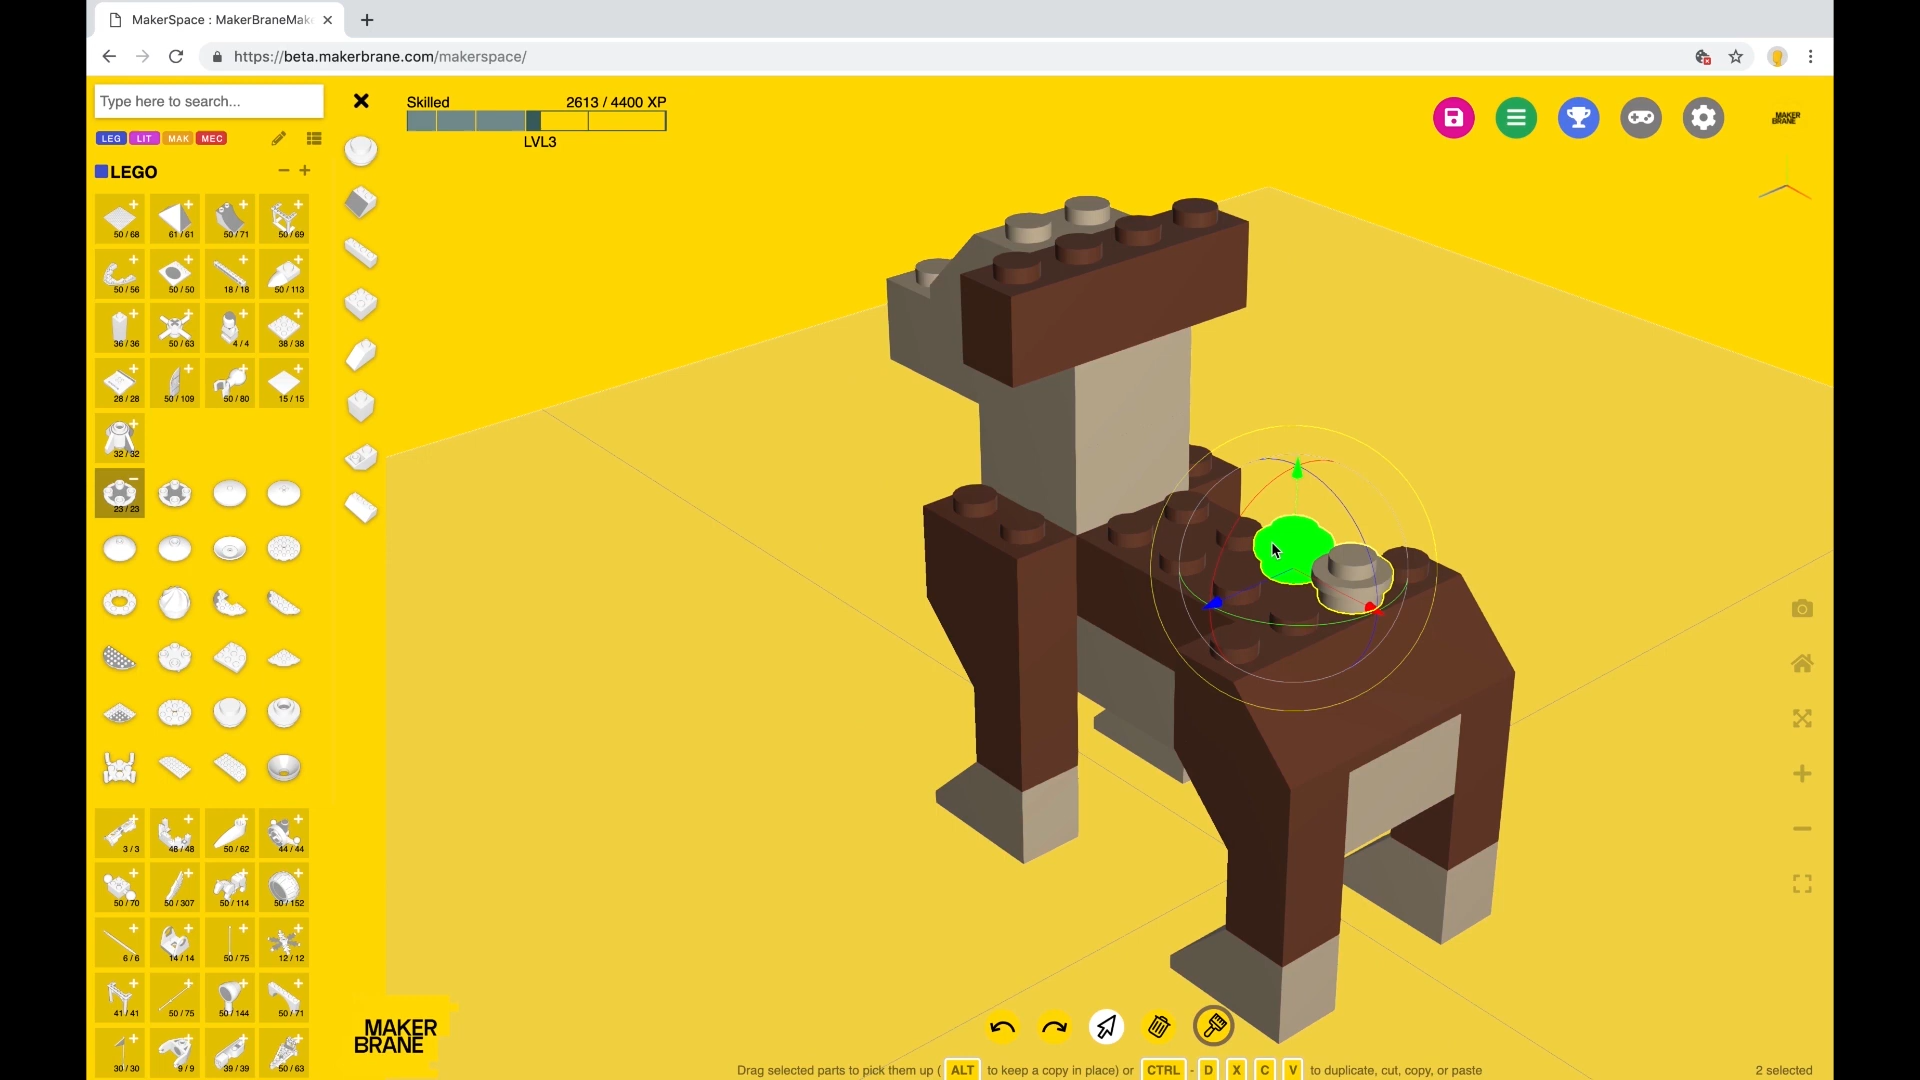 MakerSpace : MakerBraneMak
https://beta.makerbrane.com/makerspace/
Type here to search...
LEG LIT MAK MEC
LEGO
50 / 68 61 / 61 50 / 71 50 / 69
50 / 56 50 / 50 18 / 18 50 / 113
36 / 36 50 / 63 4 / 4 38 / 38
28 / 28 50 / 109 50 / 80 15 / 15
32 / 32
23 / 23
3 / 3 48 / 48 50 / 62 44 / 44
50 / 70 50 / 307 50 / 114 50 / 152
6 / 6 14 / 14 50 / 75 12 / 12
41 / 41 50 / 75 50 / 144 50 / 71
30 / 30 9 / 9 39 / 39 50 / 63
Skilled 2613 / 4400 XP
LVL3
MAKER
BRANE
MAKER
BRANE
Drag selected parts to pick them up ( ALT to keep a copy in place) or CTRL - D X C V to duplicate, cut, copy, or paste
2 selected